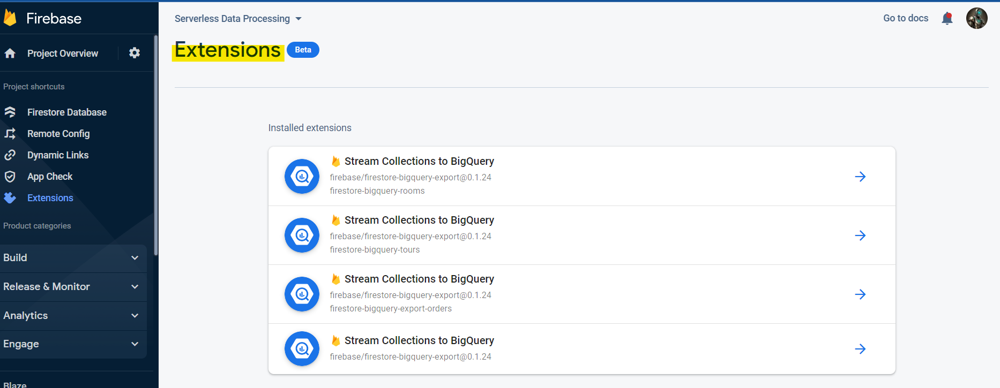 Firebase
Project Overview
Project shortcuts
Firestore Database
Remote Config
Dynamic Links
App Check
Extensions
Product categories
Build
Release & Monitor
Analytics
Engage
Blaze
Serverless Data Processing
Go to docs
Extensions
Beta
Installed extensions
Stream Collections to BigQuery
firebase/firestore-bigquery-export@0.1.24
firestore-bigquery-rooms
Stream Collections to BigQuery
firebase/firestore-bigquery-export@0.1.24
firestore-bigquery-tours
Stream Collections to BigQuery
firebase/firestore-bigquery-export@0.1.24
firestore-bigquery-export-orders
Stream Collections to BigQuery
firebase/firestore-bigquery-export@0.1.24